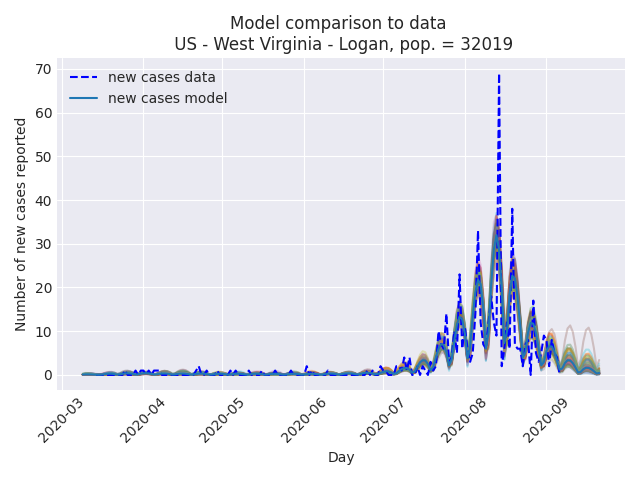 Model comparison to data
US - West Virginia - Logan, pop. = 32019
new cases data
new cases model
Number of new cases reported
70
60
50
40
30
20
10
0
2020-03
2020-04
2020-05
2020-06
2020-07
2020-08
2020-09
Day